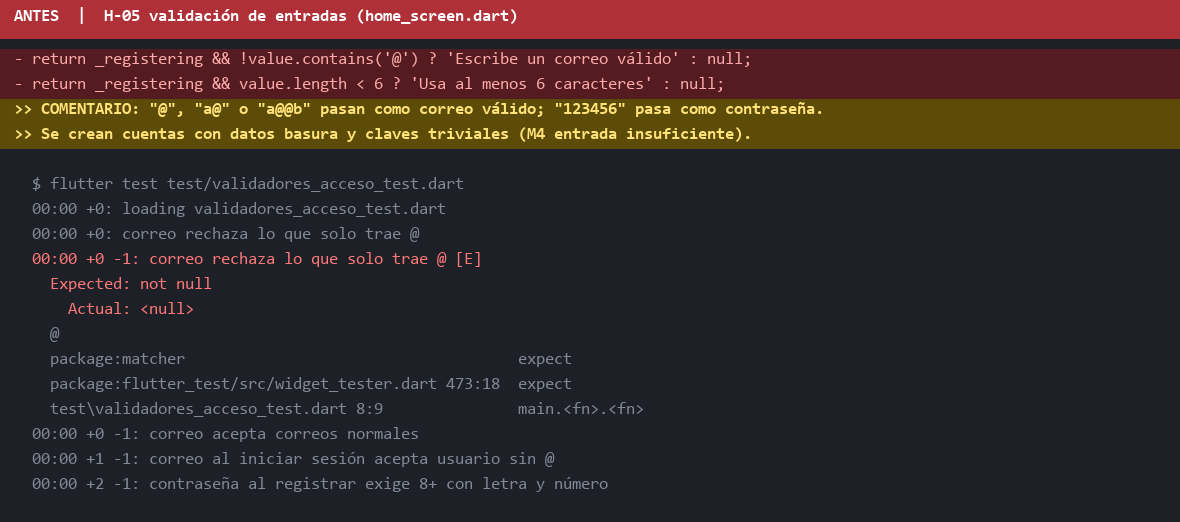 ANTES | H-05 validación de entradas (home_screen.dart)
- return _registering && !value.contains('@') ? 'Escribe un correo válido' : null;
- return _registering && value.length < 6 ? 'Usa al menos 6 caracteres' : null;
>> COMENTARIO: "@", "a@" o "a@@b" pasan como correo válido; "123456" pasa como contraseña.
>> Se crean cuentas con datos basura y claves triviales (M4 entrada insuficiente).
$ flutter test test/validadores_acceso_test.dart
00:00 +0: loading validadores_acceso_test.dart
00:00 +0: correo rechaza lo que solo trae @
00:00 +0 -1: correo rechaza lo que solo trae @ [E]
Expected: not null
Actual: <null>
@
package:matcher expect
package:flutter_test/src/widget_tester.dart 473:18 expect
test\validadores_acceso_test.dart 8:9 main.<fn>.<fn>
00:00 +0 -1: correo acepta correos normales
00:00 +1 -1: correo al iniciar sesión acepta usuario sin @
00:00 +2 -1: contraseña al registrar exige 8+ con letra y número